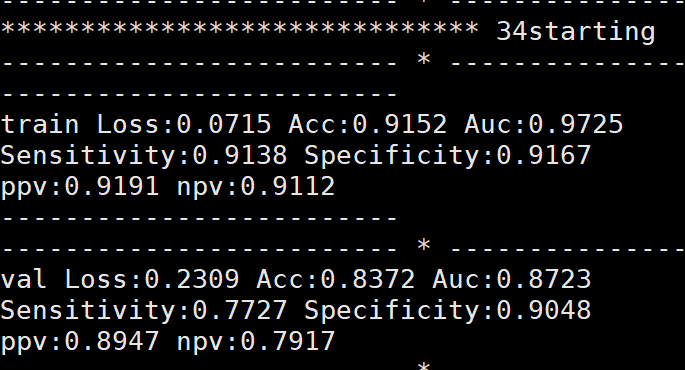 ------------------------- * ---------------
****************************** 34starting
------------------------- * ---------------
-------------------------
train Loss:0.0715 Acc:0.9152 Auc:0.9725
Sensitivity:0.9138 Specificity:0.9167
ppv:0.9191 npv:0.9112
-------------------------
------------------------- * ---------------
val Loss:0.2309 Acc:0.8372 Auc:0.8723
Sensitivity:0.7727 Specificity:0.9048
ppv:0.8947 npv:0.7917
*